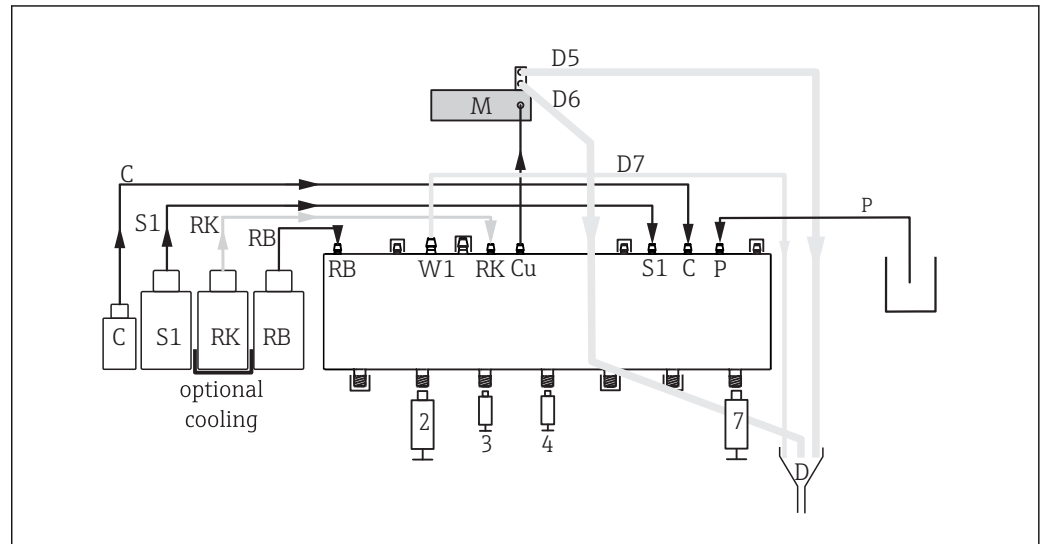 D5
M
D6
D7
C
S1
RK
RB
P
RB
W1
RK
Cu
S1
C
P
C
S1
RK
RB
optional
cooling
2
3
4
7
D